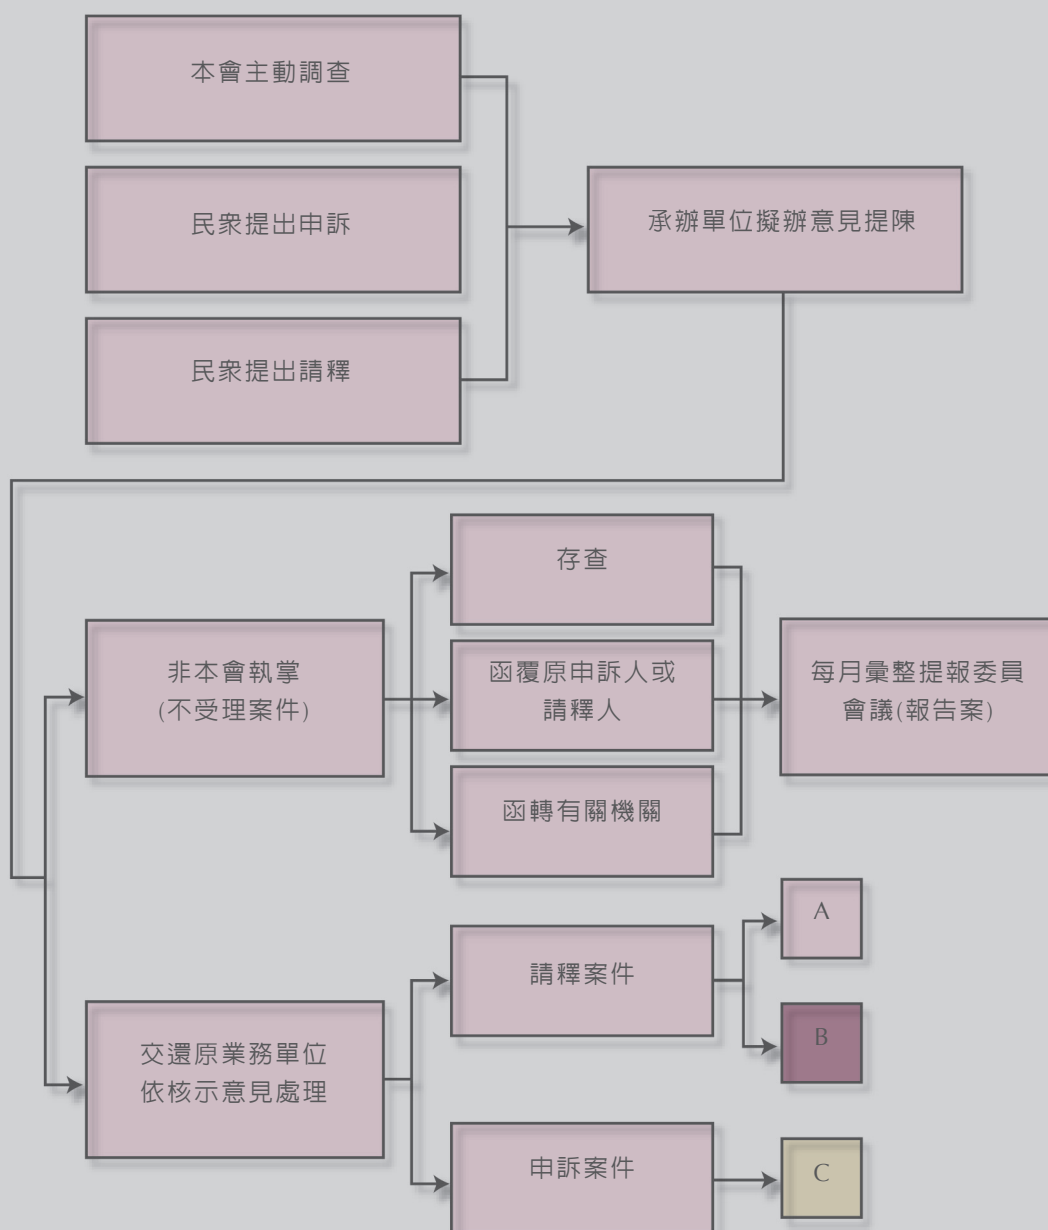 本會主動調查
民衆提出申訴
民衆提出請釋
承辦單位擬辦意見提陳
非本會執掌
(不受理案件)
存查
函覆原申訴人或
請釋人
函轉有關機關
每月彙整提報委員
會議(報告案)
交還原業務單位
依核示意見處理
請釋案件
申訴案件
A
B
C